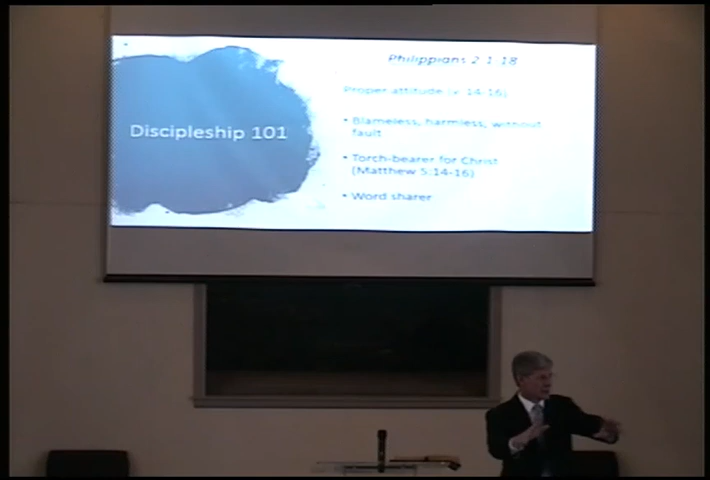 Discipleship 101
Philippians 2:1-18
Proper attitude (v. 14-16)
• Blameless, harmless, without
fault
• Torch-bearer for Christ
(Matthew 5:14-16)
• Word sharer